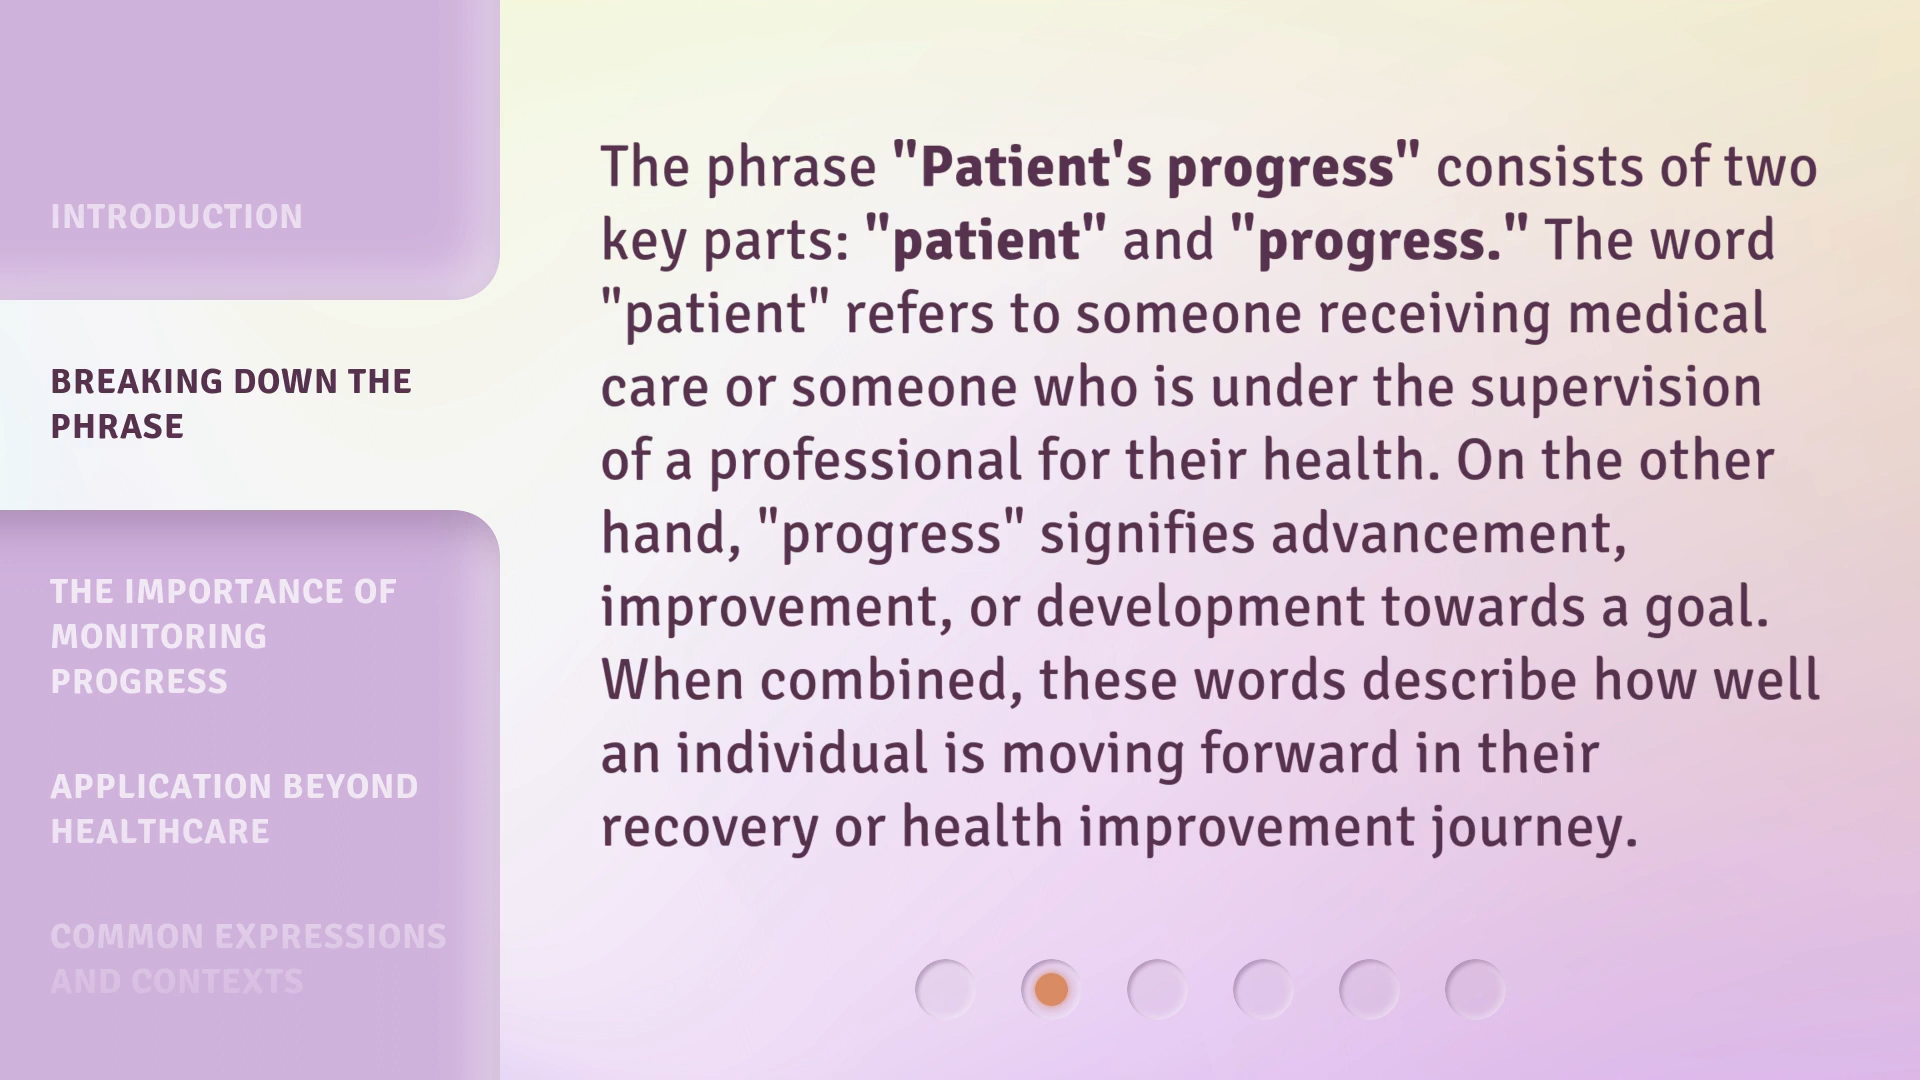 INTRODUCTION
BREAKING DOWN THE
PHRASE
THE IMPORTANCE OF
MONITORING
PROGRESS
APPLICATION BEYOND
HEALTHCARE
COMMON EXPRESSIONS
AND CONTEXTS
The phrase "Patient's progress" consists of two
key parts: "patient" and "progress." The word
"patient" refers to someone receiving medical
care or someone who is under the supervision
of a professional for their health. On the other
hand, "progress" signifies advancement,
improvement, or development towards a goal.
When combined, these words describe how well
an individual is moving forward in their
recovery or health improvement journey.